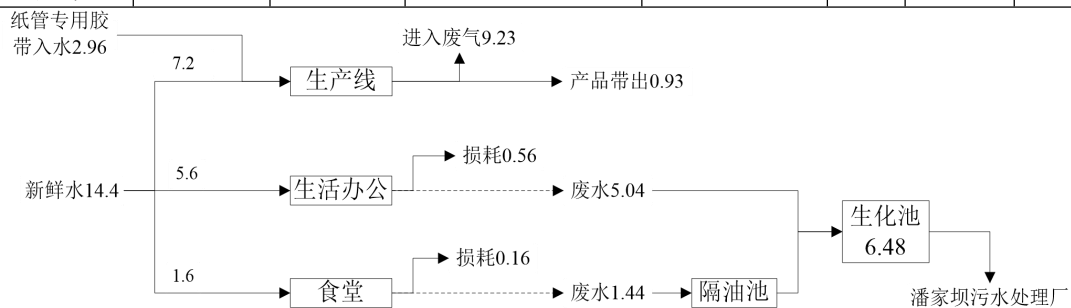 纸管专用胶
带入水2.96
进入废气9.23
7.2
生产线
产品带出0.93
损耗0.56
5.6
新鲜水14.4
生活办公
废水5.04
生化池
6.48
损耗0.16
1.6
食堂
废水1.44
隔油池
潘家坝污水处理厂